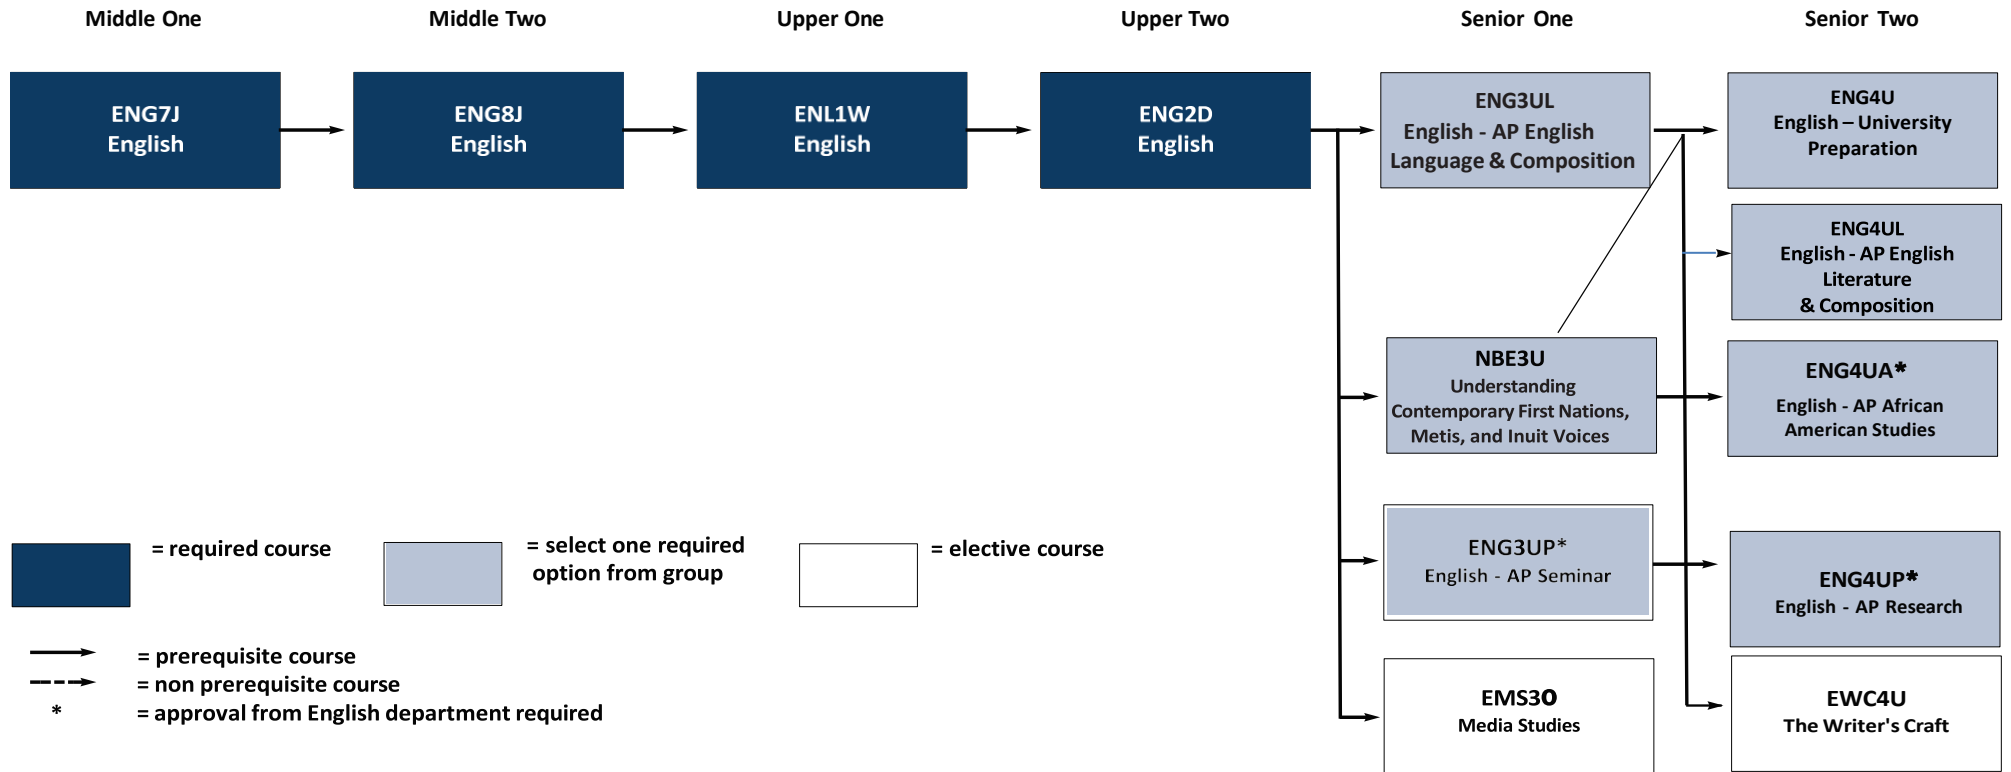 Middle One
Middle Two
Upper One
Upper Two
Senior One
Senior Two
ENG7J
English
ENG8J
English
ENL1W
English
ENG2D
English
ENG3UL
English - AP English
Language & Composition
ENG4U
English – University
Preparation
ENG4UL
English - AP English
Literature
& Composition
NBE3U
Understanding
Contemporary First Nations,
Metis, and Inuit Voices
ENG4UA*
English - AP African
American Studies
ENG3UP*
English - AP Seminar
ENG4UP*
English - AP Research
EMS3O
Media Studies
EWC4U
The Writer's Craft
= required course
= select one required
option from group
= elective course
= prerequisite course
= non prerequisite course
* = approval from English department required